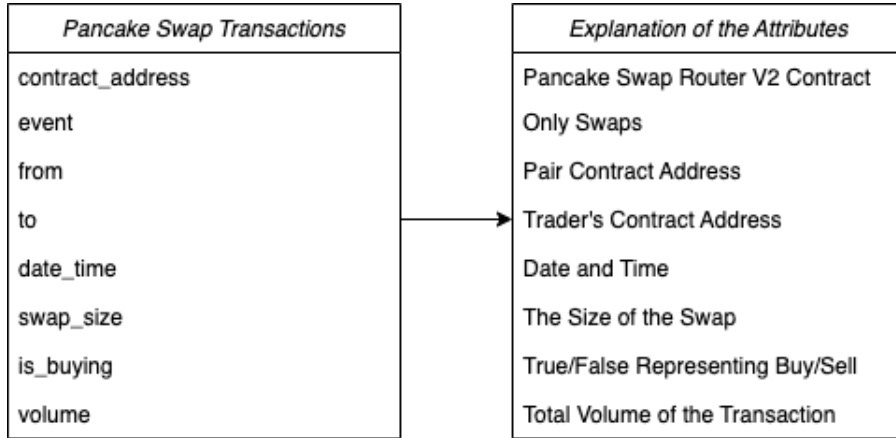 Pancake Swap Transactions
contract_address
event
from
to
date_time
swap_size
is_buying
volume
Explanation of the Attributes
Pancake Swap Router V2 Contract
Only Swaps
Pair Contract Address
Trader's Contract Address
Date and Time
The Size of the Swap
True/False Representing Buy/Sell
Total Volume of the Transaction